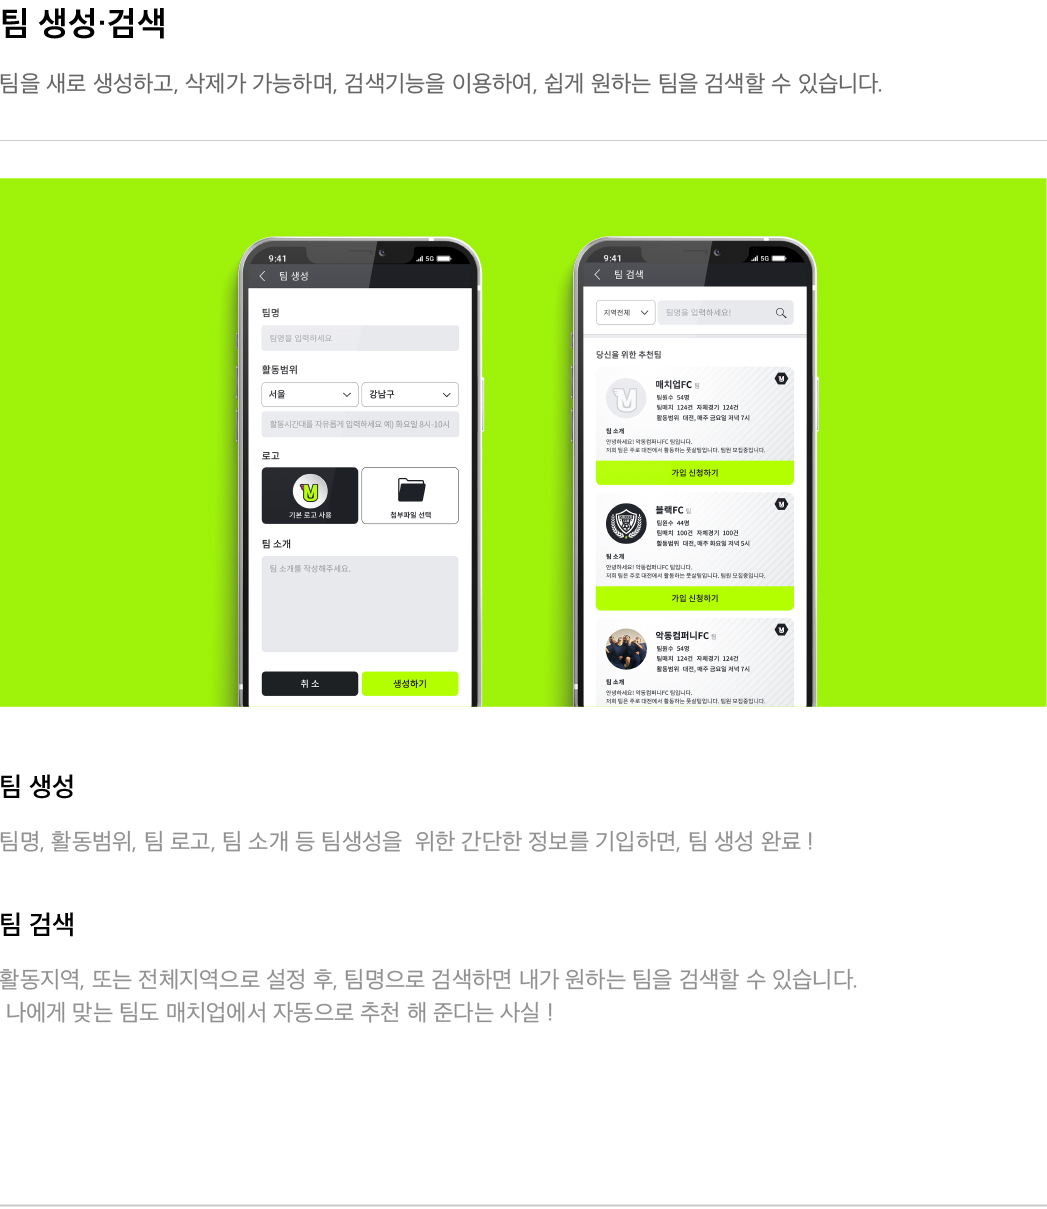 팀 생성·검색
팀을 새로 생성하고, 삭제가 가능하며, 검색기능을 이용하여, 쉽게 원하는 팀을 검색할 수 있습니다.
9:41
5G
팀 생성
팀명
팀명을 입력하세요
활동범위
서울
강남구
활동시간대를 자유롭게 입력하세요 예) 화요일 8시-10시
로고
기본 로고 사용
첨부파일 선택
팀 소개
팀 소개를 작성해주세요.
취 소
생성하기
9:41
5G
팀 검색
지역전체
팀명을 입력하세요!
당신을 위한 추천팀
매치업FC 팀
팀원수 54명
팀매치 124건 자체경기 124건
활동범위 대전, 매주 금요일 저녁 7시
팀 소개
안녕하세요! 악동컴퍼니FC 팀입니다.
저희 팀은 주로 대전에서 활동하는 풋살팀입니다. 팀원 모집중입니다.
가입 신청하기
블랙FC 팀
팀원수 44명
팀매치 100건 자체경기 100건
활동범위 대전, 매주 화요일 저녁 5시
팀 소개
안녕하세요! 악동컴퍼니FC 팀입니다.
저희 팀은 주로 대전에서 활동하는 풋살팀입니다. 팀원 모집중입니다.
가입 신청하기
악동컴퍼니FC 팀
팀원수 54명
팀매치 124건 자체경기 124건
활동범위 대전, 매주 금요일 저녁 7시
팀 소개
안녕하세요! 악동컴퍼니FC 팀입니다.
저희 팀은 주로 대전에서 활동하는 풋살팀입니다. 팀원 모집중입니다.
팀 생성
팀명, 활동범위, 팀 로고, 팀 소개 등 팀생성을 위한 간단한 정보를 기입하면, 팀 생성 완료 !
팀 검색
활동지역, 또는 전체지역으로 설정 후, 팀명으로 검색하면 내가 원하는 팀을 검색할 수 있습니다.
나에게 맞는 팀도 매치업에서 자동으로 추천 해 준다는 사실 !